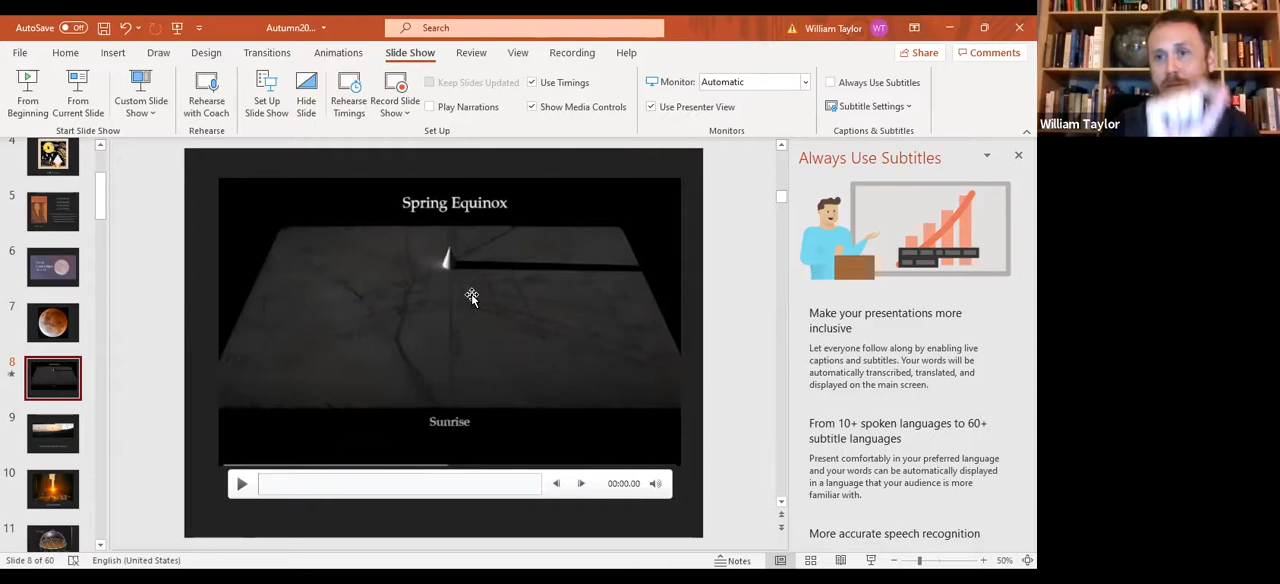 AutoSave Off Autumn20... Search William Taylor WT
File Home Insert Draw Design Transitions Animations Slide Show Review View Recording Help Share Comments
From Beginning
From Current Slide
Custom Slide Show
Start Slide Show
Rehearse with Coach
Rehearse
Set Up Slide Show
Hide Slide
Rehearse Timings
Record Slide Show
Keep Slides Updated
Play Narrations
Use Timings
Show Media Controls
Set Up
Monitor: Automatic
Use Presenter View
Monitors
Always Use Subtitles
Subtitle Settings
Captions & Subtitles
William Taylor
4
5
6
7
8
9
10
11
Spring Equinox
Sunrise
00:00.00
Always Use Subtitles
Make your presentations more
inclusive
Let everyone follow along by enabling live
captions and subtitles. Your words will be
automatically transcribed, translated, and
displayed on the main screen.
From 10+ spoken languages to 60+
subtitle languages
Present comfortably in your preferred language
and your words can be automatically displayed
in a language that your audience is more
familiar with.
More accurate speech recognition
Slide 8 of 60 English (United States) Notes 50%